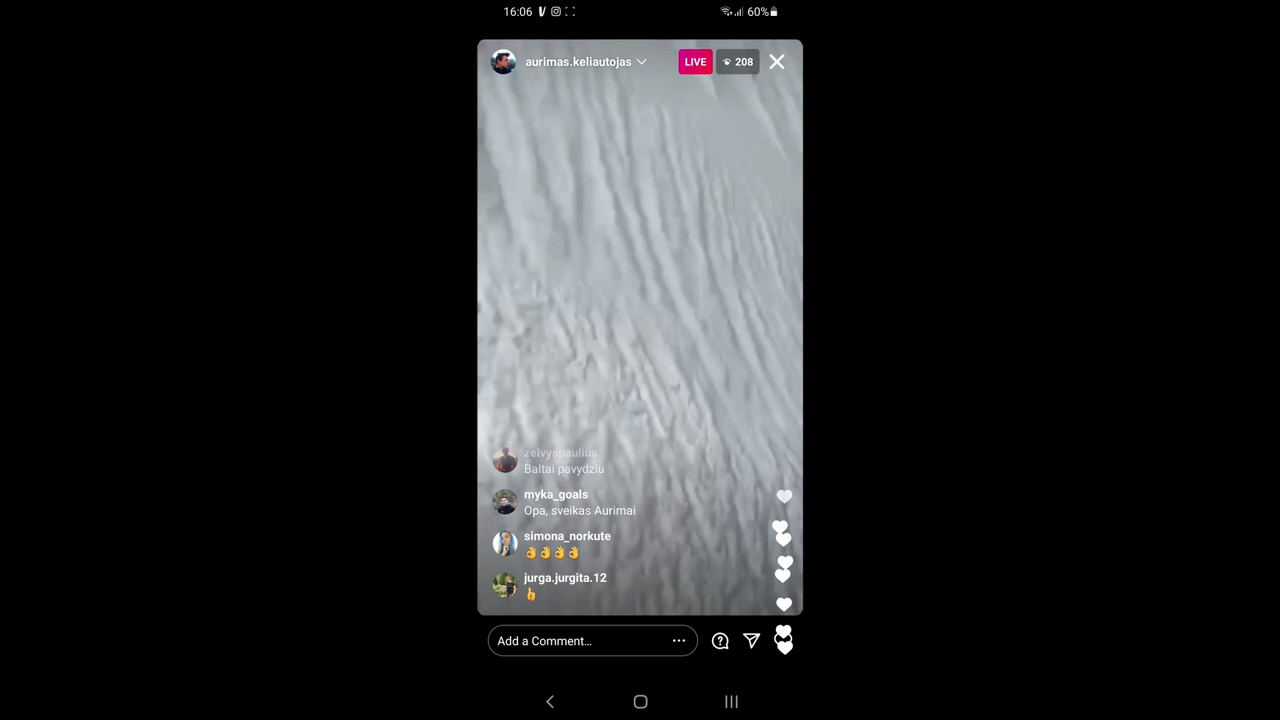 16:06
60%
aurimas.keliautojas
LIVE
208
zelvyspaulius
Baltai pavydziu
myka_goals
Opa, sveikas Aurimai
simona_norkute
👌👌👌👌
jurga.jurgita.12
👍
Add a Comment...